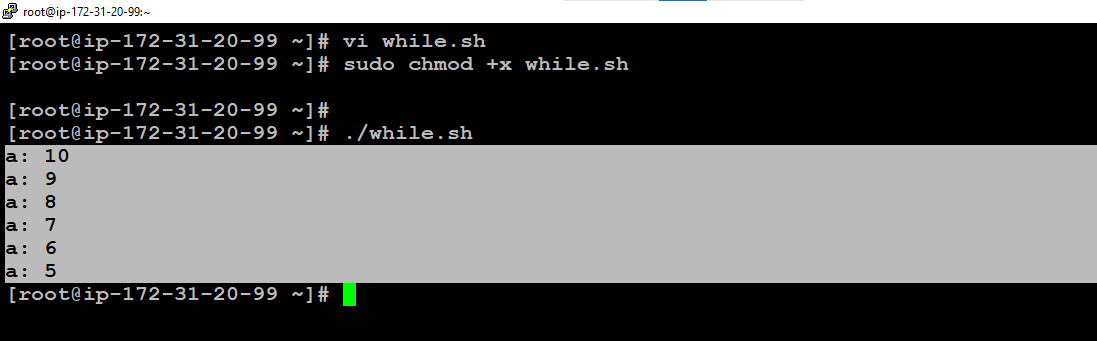 root@ip-172-31-20-99:~
[root@ip-172-31-20-99 ~]# vi while.sh
[root@ip-172-31-20-99 ~]# sudo chmod +x while.sh
[root@ip-172-31-20-99 ~]#
[root@ip-172-31-20-99 ~]# ./while.sh
a: 10
a: 9
a: 8
a: 7
a: 6
a: 5
[root@ip-172-31-20-99 ~]#